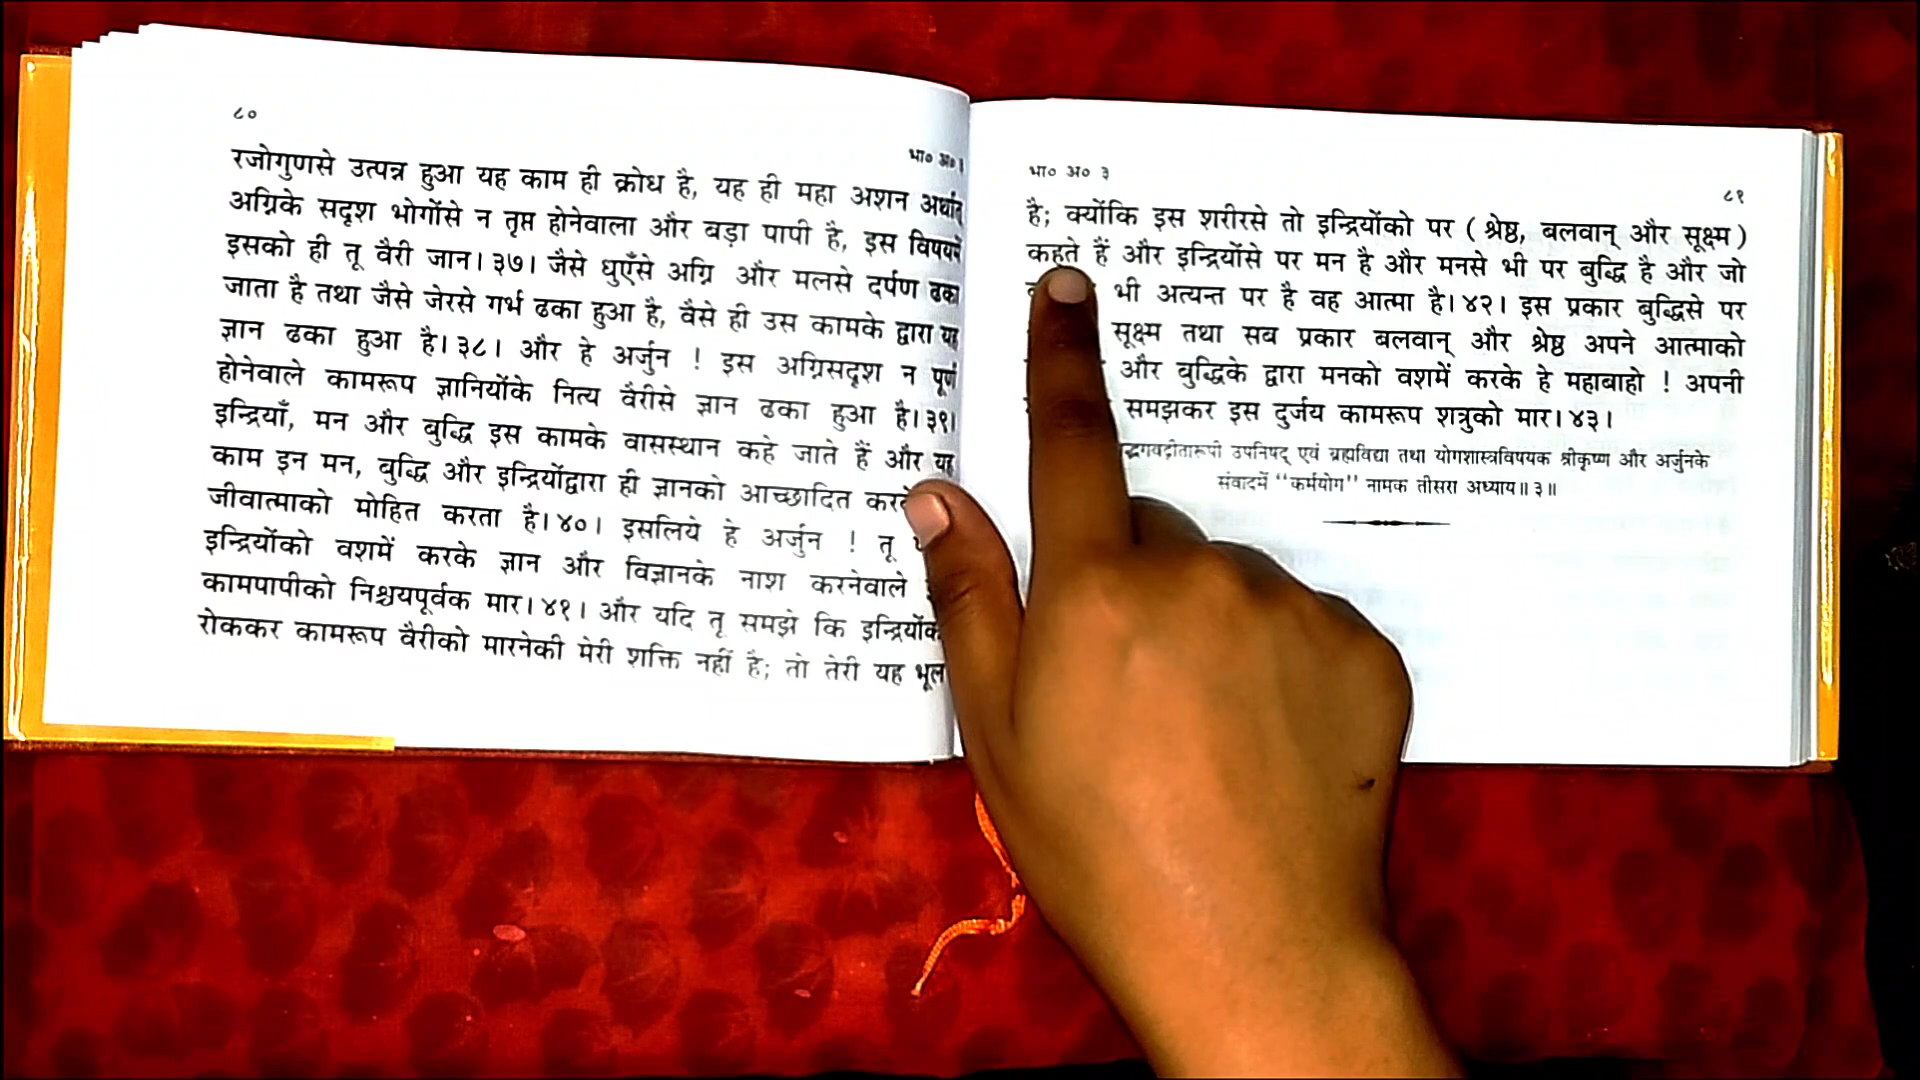 ८०
भा० अ०
रजोगुणसे उत्पन्न हुआ यह काम ही क्रोध है, यह ही महा अशन अर्थात्
अग्निके सदृश भोगोंसे न तृप्त होनेवाला और बड़ा पापी है, इस विषयमें
इसको ही तू वैरी जान। ३७। जैसे धुएँसे अग्नि और मलसे दर्पण ढका
जाता है तथा जैसे जेरसे गर्भ ढका हुआ है, वैसे ही उस कामके द्वारा यह
ज्ञान ढका हुआ है। ३८। और हे अर्जुन ! इस अग्निसदृश न पूर्ण
होनेवाले कामरूप ज्ञानियोंके नित्य वैरीसे ज्ञान ढका हुआ है। ३९।
इन्द्रियाँ, मन और बुद्धि इस कामके वासस्थान कहे जाते हैं और यह
काम इन मन, बुद्धि और इन्द्रियोंद्वारा ही ज्ञानको आच्छादित
जीवात्माको मोहित करता है। ४०। इसलिये हे अर्जुन ! तू
इन्द्रियोंको वशमें करके ज्ञान और विज्ञानके नाश करनेवाले
कामपापीको निश्चयपूर्वक मार। ४१। और यदि तू समझे कि
रोककर कामरूप वैरीको मारनेकी मेरी शक्ति नहीं है; तो तेरी यह भूल
भा० अ० ३
८१
है; क्योंकि इस शरीरसे तो इन्द्रियोंको पर ( श्रेष्ठ, बलवान् और सूक्ष्म )
कहते हैं और इन्द्रियोंसे पर मन है और मनसे भी पर बुद्धि है और जो
भी अत्यन्त पर है वह आत्मा है। ४२। इस प्रकार बुद्धिसे पर
सूक्ष्म तथा सब प्रकार बलवान् और श्रेष्ठ अपने आत्माको
और बुद्धिके द्वारा मनको वशमें करके हे महाबाहो ! अपनी
समझकर इस दुर्जय कामरूप शत्रुको मार। ४३।
उपनिषद् एवं ब्रह्मविद्या तथा योगशास्त्रविषयक श्रीकृष्ण और अर्जुनके
संवादमें ''कर्मयोग'' नामक तीसरा अध्याय॥ ३॥